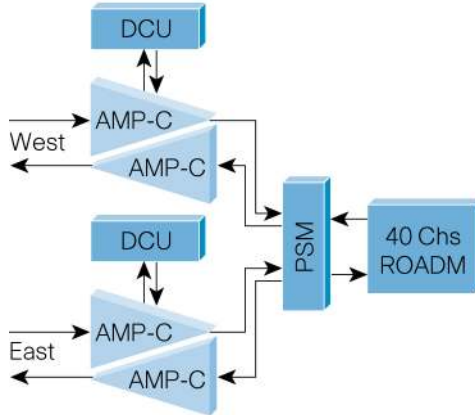 DCU
AMP-C
West
AMP-C
PSM
40 Chs
ROADM
DCU
AMP-C
East
AMP-C